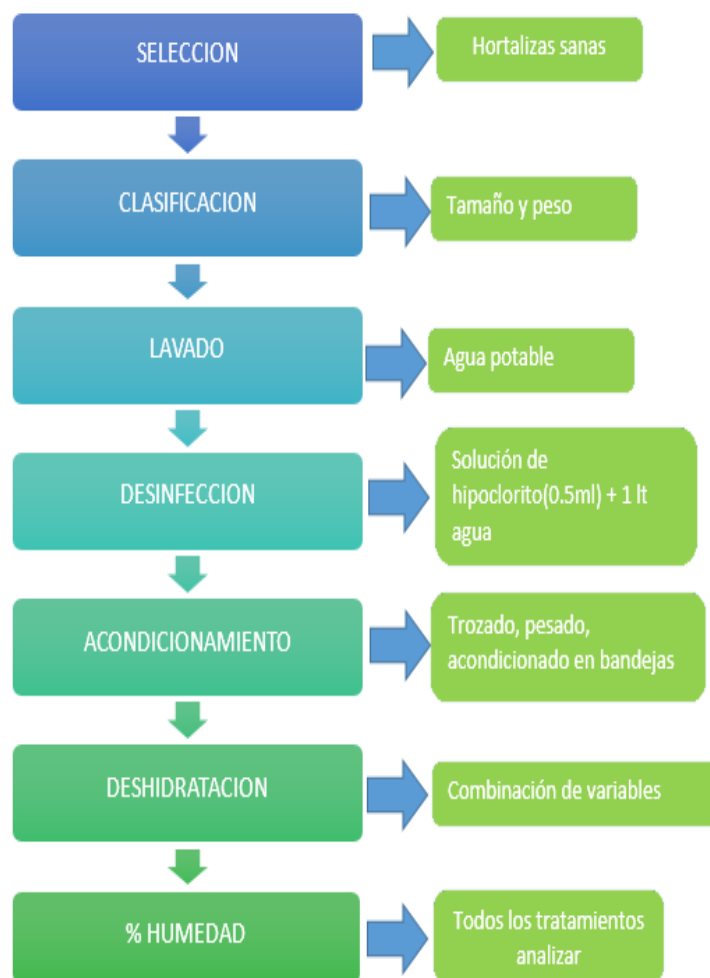 SELECCION
Hortalizas sanas
CLASIFICACION
Tamaño y peso
LAVADO
Agua potable
DESINFECCION
Solución de
hipoclorito(0.5ml) + 1 lt
agua
ACONDICIONAMIENTO
Trozado, pesado,
acondicionado en bandejas
DESHIDRATACION
Combinación de variables
% HUMEDAD
Todos los tratamientos
analizar